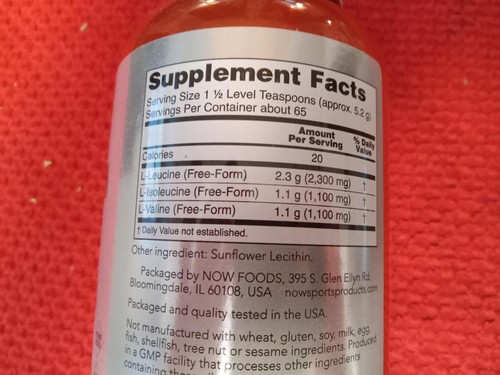 Supplement Facts
Serving Size 1 ½ Level Teaspoons (approx. 5.2 g)
Servings Per Container about 65
Amount Per Serving % Daily Value
Calories 20
L-Leucine (Free-Form) 2.3 g (2,300 mg) †
L-Isoleucine (Free-Form) 1.1 g (1,100 mg) †
L-Valine (Free-Form) 1.1 g (1,100 mg) †
† Daily Value not established.
Other ingredient: Sunflower Lecithin.
Packaged by NOW FOODS, 395 S. Glen Ellyn Rd.
Bloomingdale, IL 60108, USA nowsportsproducts.com
Packaged and quality tested in the USA.
Not manufactured with wheat, gluten, soy, milk, egg,
fish, shellfish, tree nut or sesame ingredients. Produced
in a GMP facility that processes other ingredients
containing these